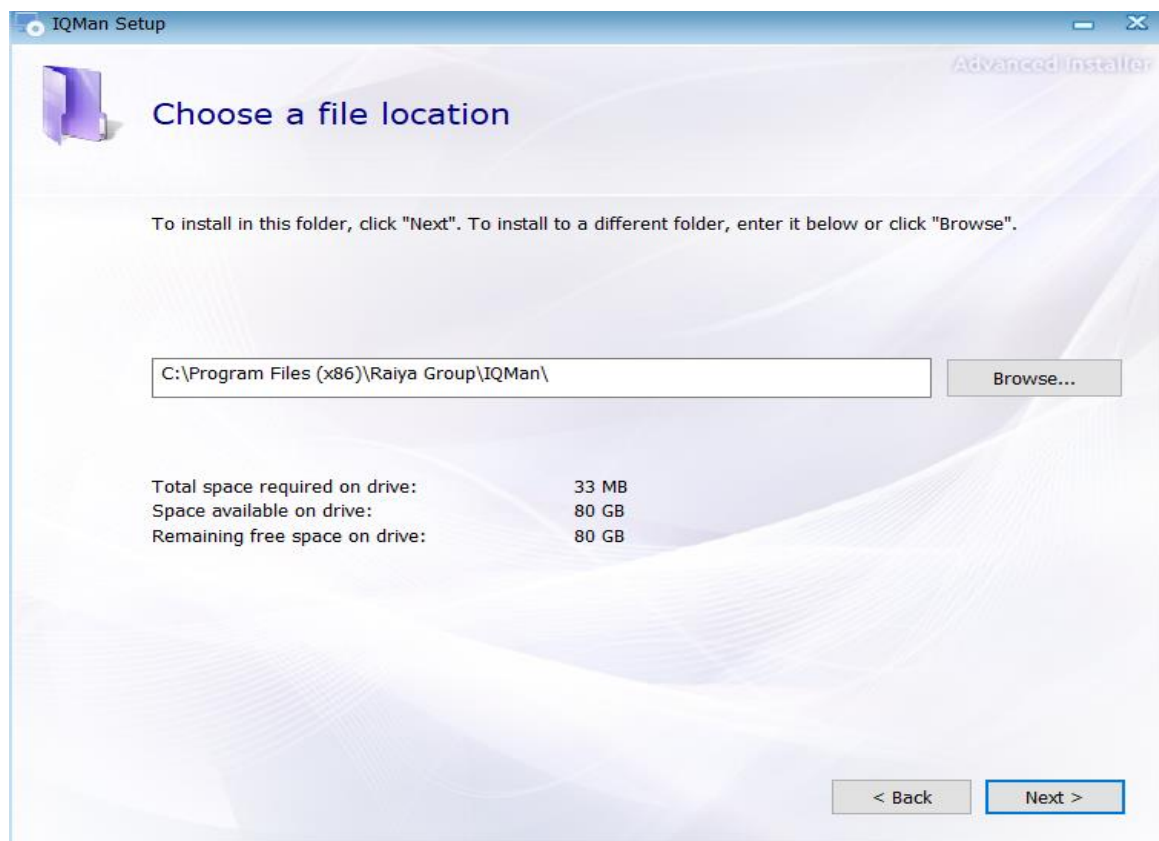 IQMan Setup
Advanced Installer
Choose a file location
To install in this folder, click "Next". To install to a different folder, enter it below or click "Browse".
C:\Program Files (x86)\Raiya Group\IQMan\
Browse...
Total space required on drive: 33 MB
Space available on drive: 80 GB
Remaining free space on drive: 80 GB
< Back
Next >